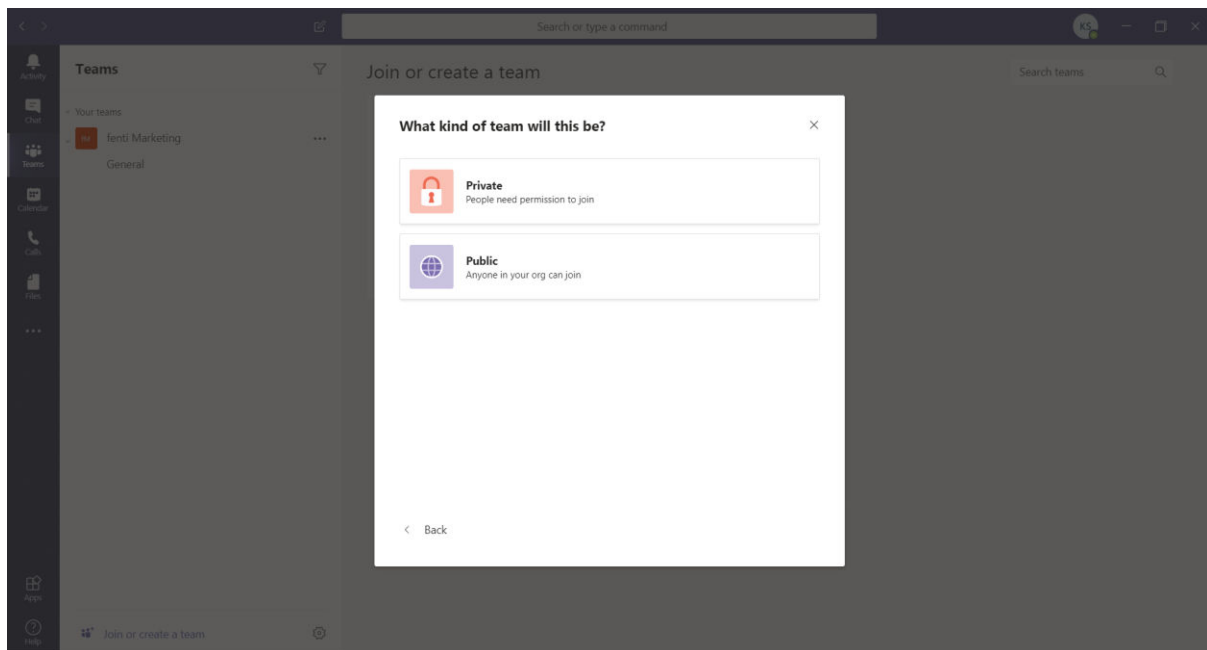 Search or type a command
KS
Activity
Chat
Teams
Calendar
Calls
Files
Apps
Help
Teams
Your teams
fenti Marketing
General
Join or create a team
Join or create a team
Search teams
What kind of team will this be?
Private
People need permission to join
Public
Anyone in your org can join
Back